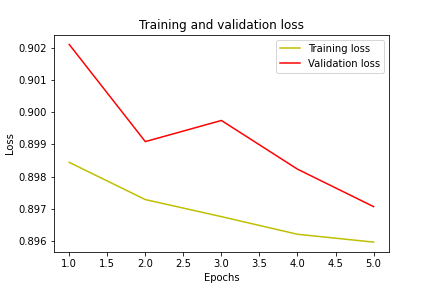 Training and validation loss
Training loss
Validation loss
Loss
0.902
0.901
0.900
0.899
0.898
0.897
0.896
1.0 1.5 2.0 2.5 3.0 3.5 4.0 4.5 5.0
Epochs